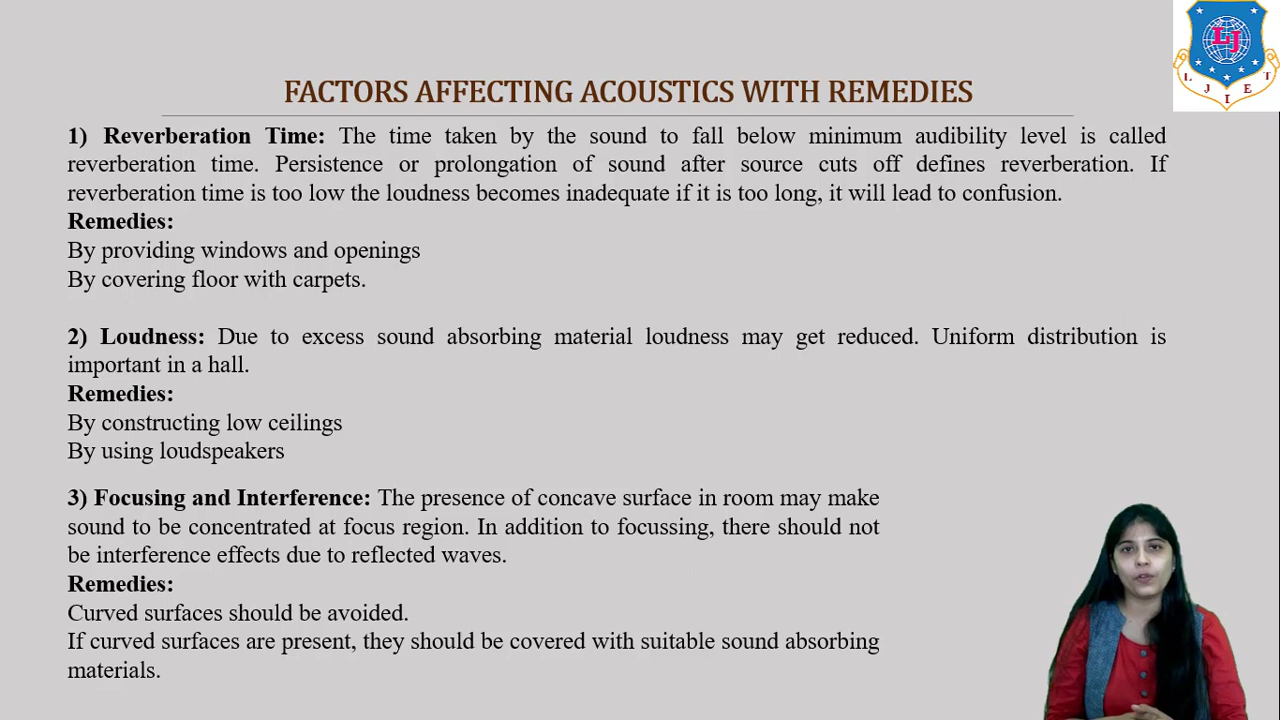 FACTORS AFFECTING ACOUSTICS WITH REMEDIES
LJ
L J I E T
1) Reverberation Time: The time taken by the sound to fall below minimum audibility level is called
reverberation time. Persistence or prolongation of sound after source cuts off defines reverberation. If
reverberation time is too low the loudness becomes inadequate if it is too long, it will lead to confusion.
Remedies:
By providing windows and openings
By covering floor with carpets.
2) Loudness: Due to excess sound absorbing material loudness may get reduced. Uniform distribution is
important in a hall.
Remedies:
By constructing low ceilings
By using loudspeakers
3) Focusing and Interference: The presence of concave surface in room may make
sound to be concentrated at focus region. In addition to focussing, there should not
be interference effects due to reflected waves.
Remedies:
Curved surfaces should be avoided.
If curved surfaces are present, they should be covered with suitable sound absorbing
materials.